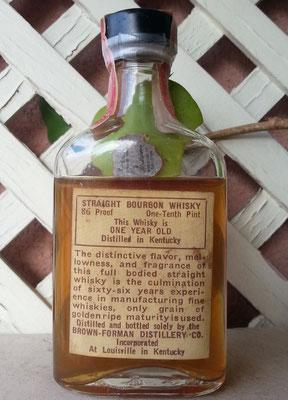 STRAIGHT BOURBON WHISKY
86 Proof One-Tenth Pint
This Whisky is
ONE YEAR OLD
Distilled in Kentucky
The distinctive flavor, mel-
lowness, and fragrance of
this full bodied straight
whisky is the culmination
of sixty-six years experi-
ence in manufacturing fine
whiskies, only grain of
goldenripe maturity is used.
Distilled and bottled solely by the
BROWN-FORMAN DISTILLERY CO.
Incorporated
At Louisville in Kentucky